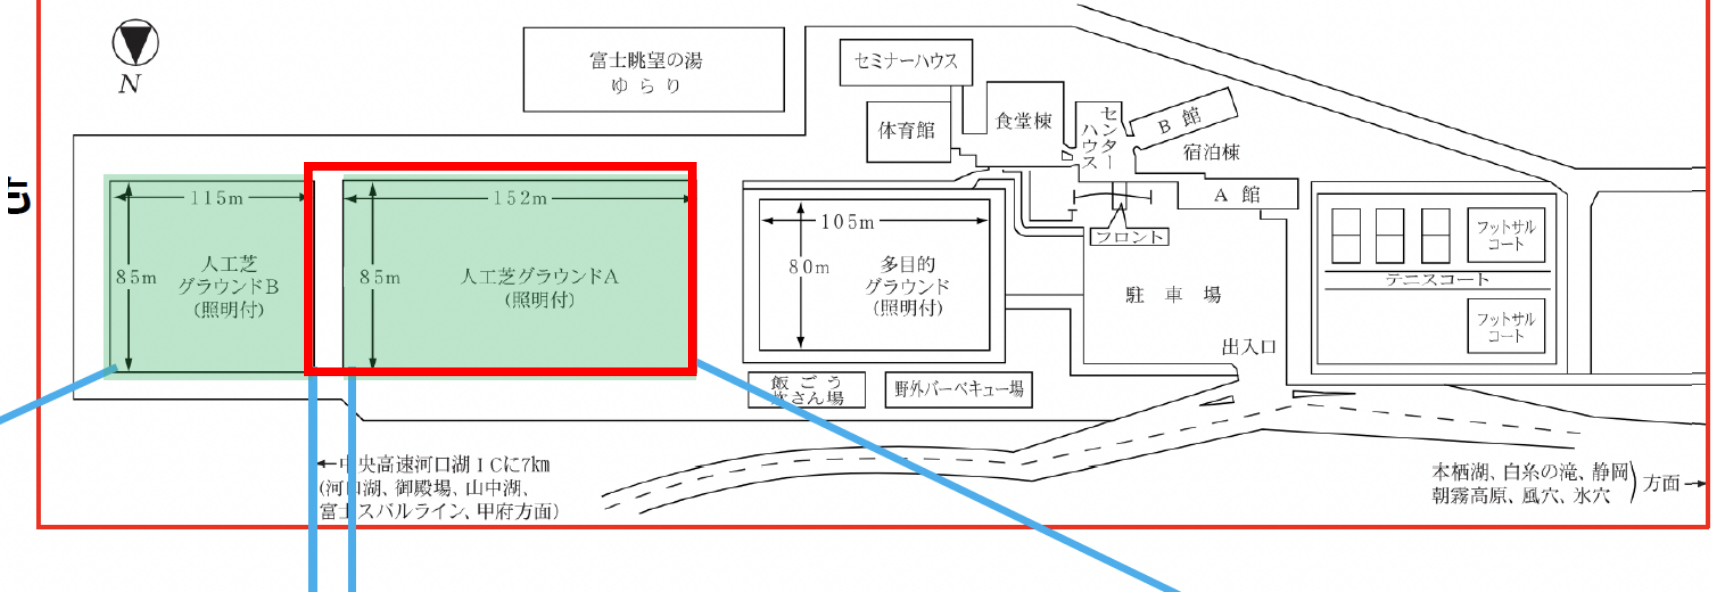 N
富士眺望の湯
ゆらり
セミナーハウス
体育館
食堂棟
センター
ハウス
B 館
宿泊棟
A 館
フロント
も
115m
85m
人工芝
グラウンドB
(照明付)
152m
85m
人工芝グラウンドA
(照明付)
105m
80m
多目的
グラウンド
(照明付)
駐車場
出入口
フットサル
コート
テニスコート
フットサル
コート
飯ごう
炊さん場
野外バーベキュー場
←中央高速河口湖ICに7km
(河口湖、御殿場、山中湖、
富士スバルライン、甲府方面)
本栖湖、白糸の滝、静岡
朝霧高原、風穴、氷穴
)方面→